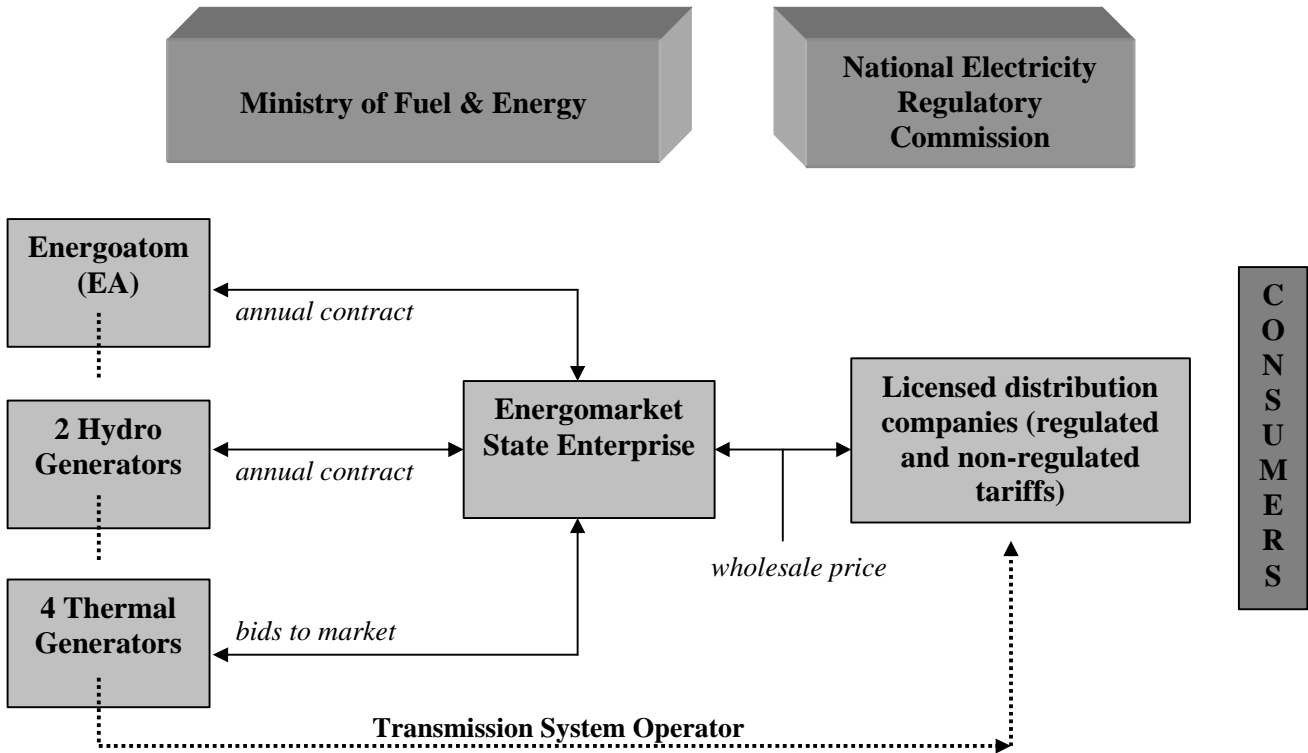 Ministry of Fuel & Energy
National Electricity
Regulatory
Commission
Energoatom
(EA)
annual contract
2 Hydro
Generators
annual contract
4 Thermal
Generators
bids to market
Energomarket
State Enterprise
wholesale price
Licensed distribution
companies (regulated
and non-regulated
tariffs)
Transmission System Operator
C
O
N
S
U
M
E
R
S